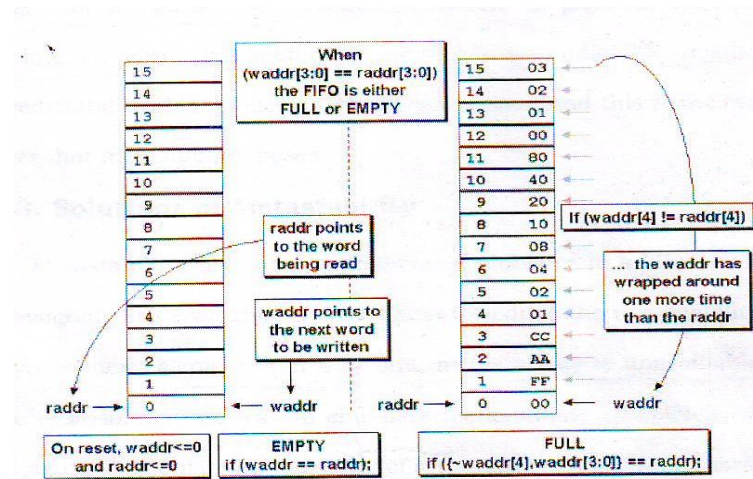 When
(waddr[3:0] == raddr[3:0])
the FIFO is either
FULL or EMPTY
15
14
13
12
11
10
9
8
7
6
5
4
3
2
1
0
raddr points
to the word
being read
waddr points to
the next word
to be written
raddr
waddr
On reset, waddr<=0
and raddr<=0
EMPTY
if (waddr == raddr);
15 03
14 02
13 01
12 00
11 80
10 40
9 20
8 10
7 08
6 04
5 02
4 01
3 CC
2 AA
1 FF
0 00
If (waddr[4] != raddr[4])
... the waddr has
wrapped around
one more time
than the raddr
raddr
waddr
FULL
if ({~waddr[4],waddr[3:0]} == raddr);